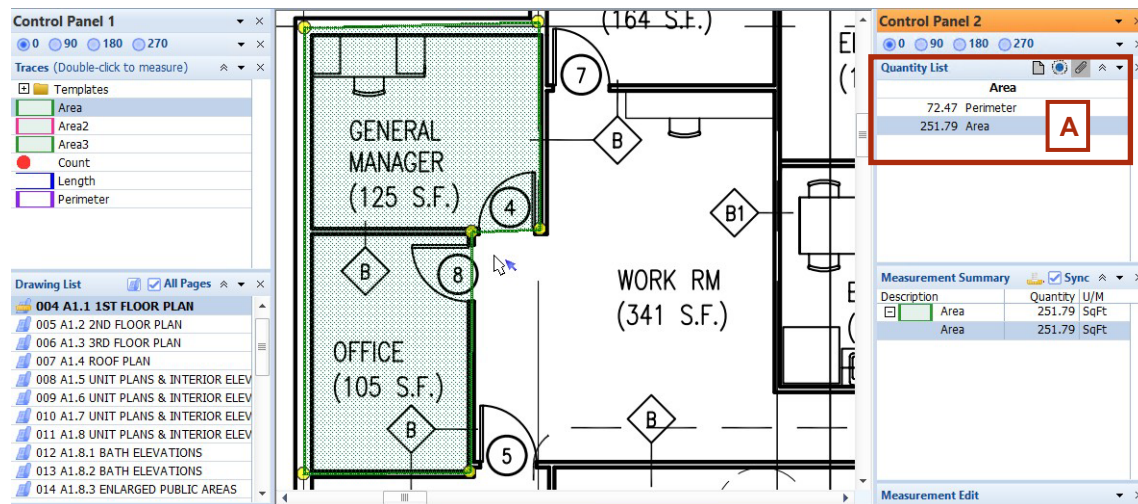 Control Panel 1
0 90 180 270
Traces (Double-click to measure)
Templates
Area
Area2
Area3
Count
Length
Perimeter
Drawing List All Pages
004 A1.1 1ST FLOOR PLAN
005 A1.2 2ND FLOOR PLAN
006 A1.3 3RD FLOOR PLAN
007 A1.4 ROOF PLAN
008 A1.5 UNIT PLANS & INTERIOR ELEV
009 A1.6 UNIT PLANS & INTERIOR ELEV
010 A1.7 UNIT PLANS & INTERIOR ELEV
011 A1.8 UNIT PLANS & INTERIOR ELEV
012 A1.8.1 BATH ELEVATIONS
013 A1.8.2 BATH ELEVATIONS
014 A1.8.3 ENLARGED PUBLIC AREAS
(164 S.F.)
7
GENERAL
MANAGER
(125 S.F.)
B
4
B1
B
8
WORK RM
(341 S.F.)
OFFICE
(105 S.F.)
B
B
5
Control Panel 2
0 90 180 270
Quantity List
Area
72.47 Perimeter
251.79 Area
A
Measurement Summary Sync
Description Quantity U/M
Area 251.79 SqFt
Area 251.79 SqFt
Measurement Edit